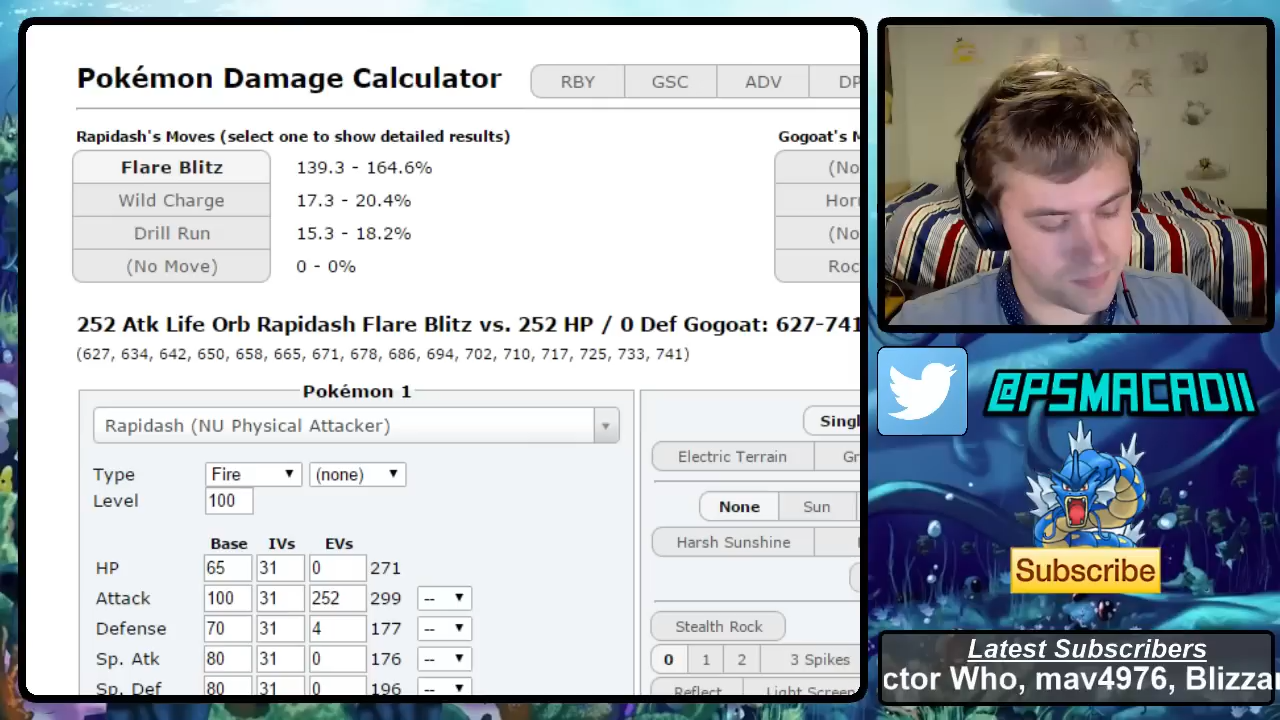 Pokémon Damage Calculator
RBY
GSC
ADV
DP
Rapidash's Moves (select one to show detailed results)
Gogoat's M
Flare Blitz
139.3 - 164.6%
(No
Wild Charge
17.3 - 20.4%
Horn
Drill Run
15.3 - 18.2%
(No
(No Move)
0 - 0%
Roc
252 Atk Life Orb Rapidash Flare Blitz vs. 252 HP / 0 Def Gogoat: 627-741
(627, 634, 642, 650, 658, 665, 671, 678, 686, 694, 702, 710, 717, 725, 733, 741)
Pokémon 1
Rapidash (NU Physical Attacker)
Type
Fire
(none)
Level
100
Base
IVs
EVs
HP
65
31
0
271
Attack
100
31
252
299
--
Defense
70
31
4
177
--
Sp. Atk
80
31
0
176
--
Sp. Def
80
31
0
196
--
Singl
Electric Terrain
Gr
None
Sun
Harsh Sunshine
Stealth Rock
0
1
2
3 Spikes
Reflect
Light Screen
@PSMACADII
Subscribe
Latest Subscribers
ctor Who, mav4976, Blizzar